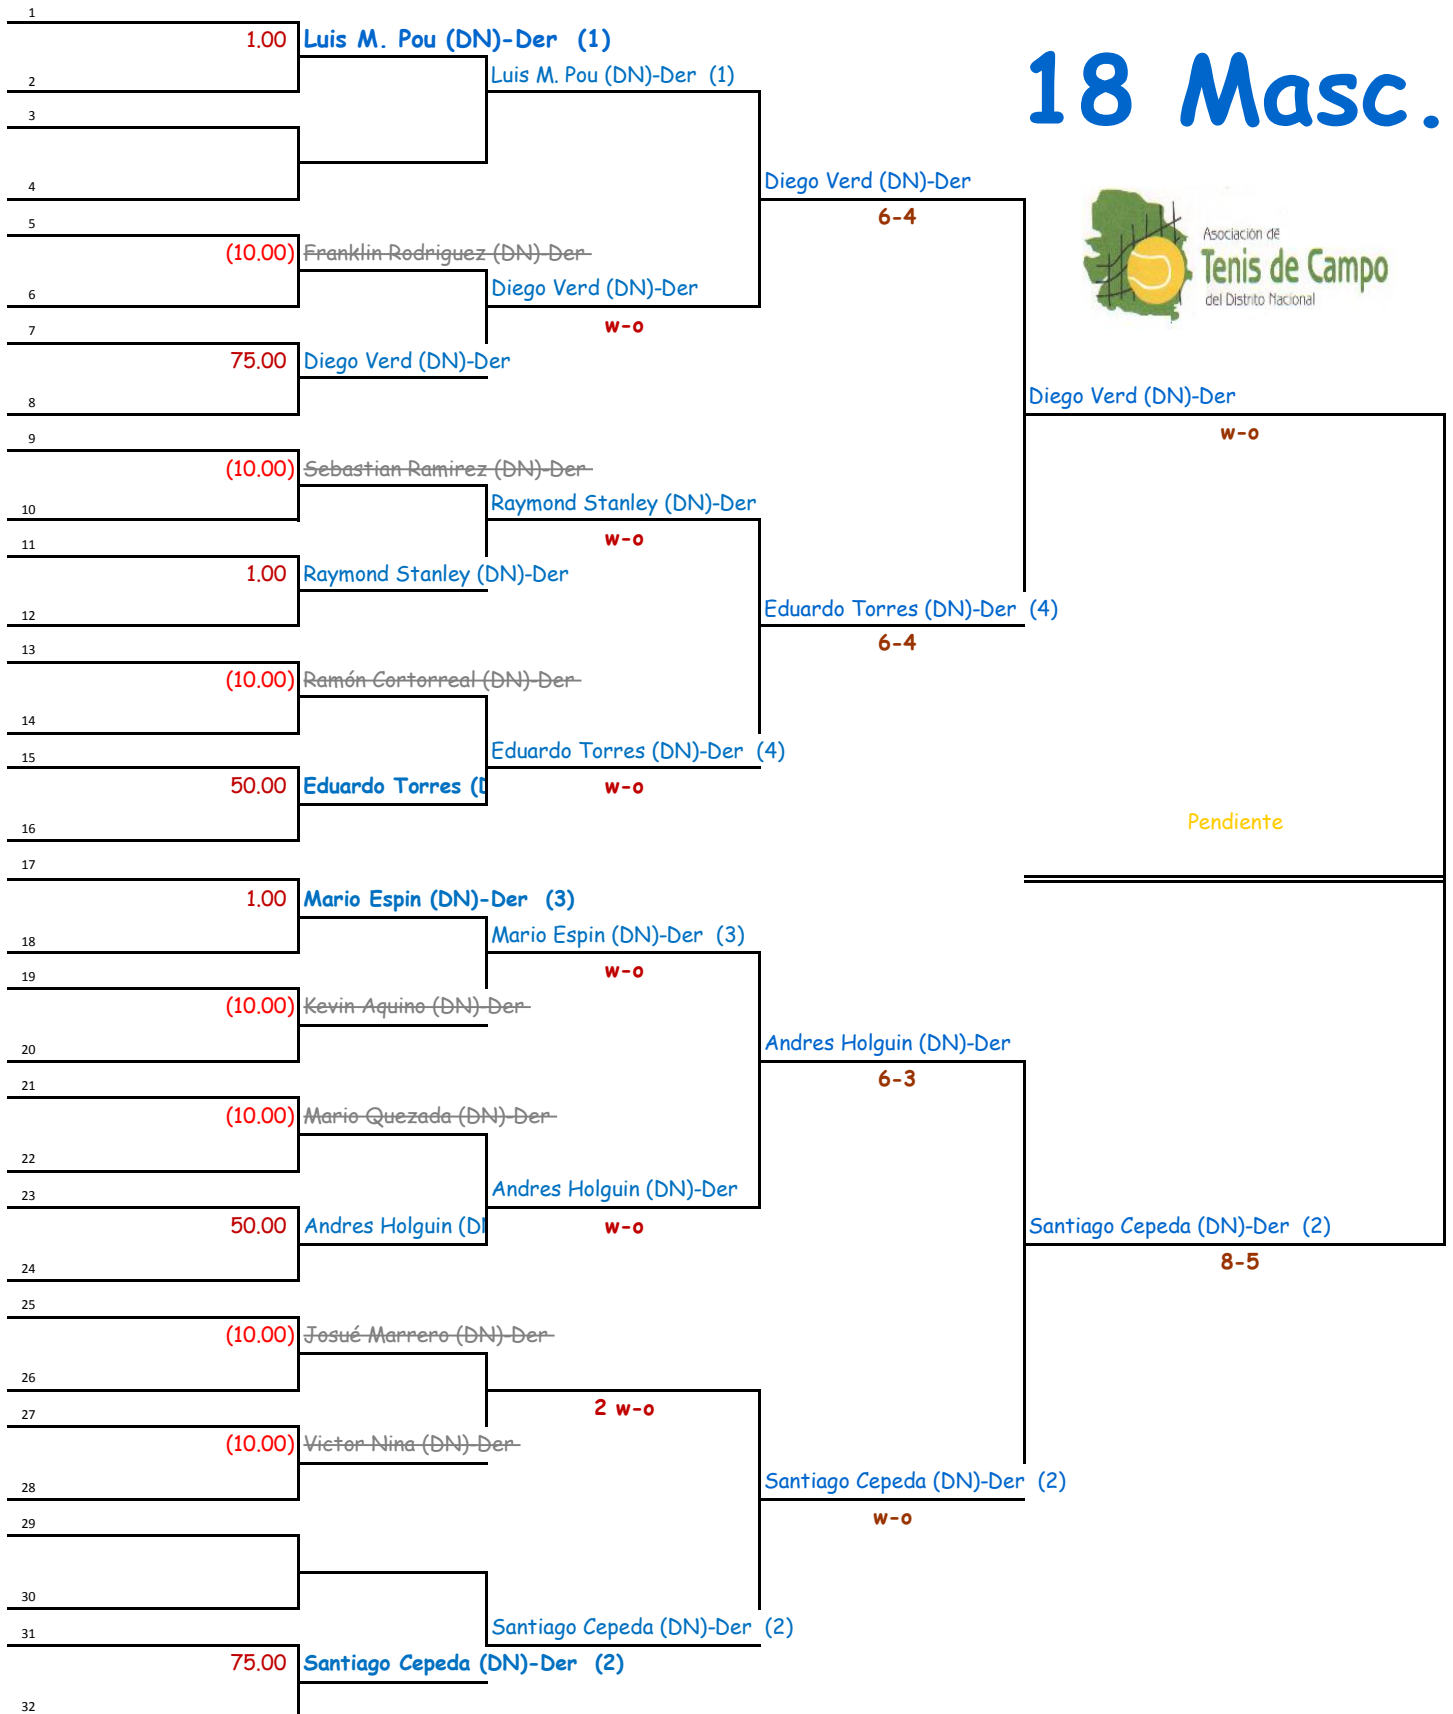 1
1.00 Luis M. Pou (DN)-Der (1)
18 Masc.
Luis M. Pou (DN)-Der (1)
2
3
4
Diego Verd (DN)-Der
6-4
5
Asociación de
Tenis de Campo
del Distrito Nacional
(10.00) Franklin Rodriguez (DN)-Der
6
Diego Verd (DN)-Der
w-o
7
75.00 Diego Verd (DN)-Der
8
Diego Verd (DN)-Der
w-o
9
(10.00) Sebastian Ramirez (DN)-Der
10
Raymond Stanley (DN)-Der
w-o
11
1.00 Raymond Stanley (DN)-Der
12
Eduardo Torres (DN)-Der (4)
6-4
13
(10.00) Ramón Cortorreal (DN)-Der
14
15
Eduardo Torres (DN)-Der (4)
w-o
50.00 Eduardo Torres (
16
Pendiente
17
1.00 Mario Espin (DN)-Der (3)
18
Mario Espin (DN)-Der (3)
w-o
19
(10.00) Kevin Aquino (DN)-Der
20
Andres Holguin (DN)-Der
6-3
21
(10.00) Mario Quezada (DN)-Der
22
23
Andres Holguin (DN)-Der
w-o
50.00 Andres Holguin (D
Santiago Cepeda (DN)-Der (2)
8-5
24
25
(10.00) Josué Marrero (DN)-Der
26
2 w-o
27
(10.00) Victor Nina (DN)-Der
28
Santiago Cepeda (DN)-Der (2)
w-o
29
30
31
Santiago Cepeda (DN)-Der (2)
75.00 Santiago Cepeda (DN)-Der (2)
32